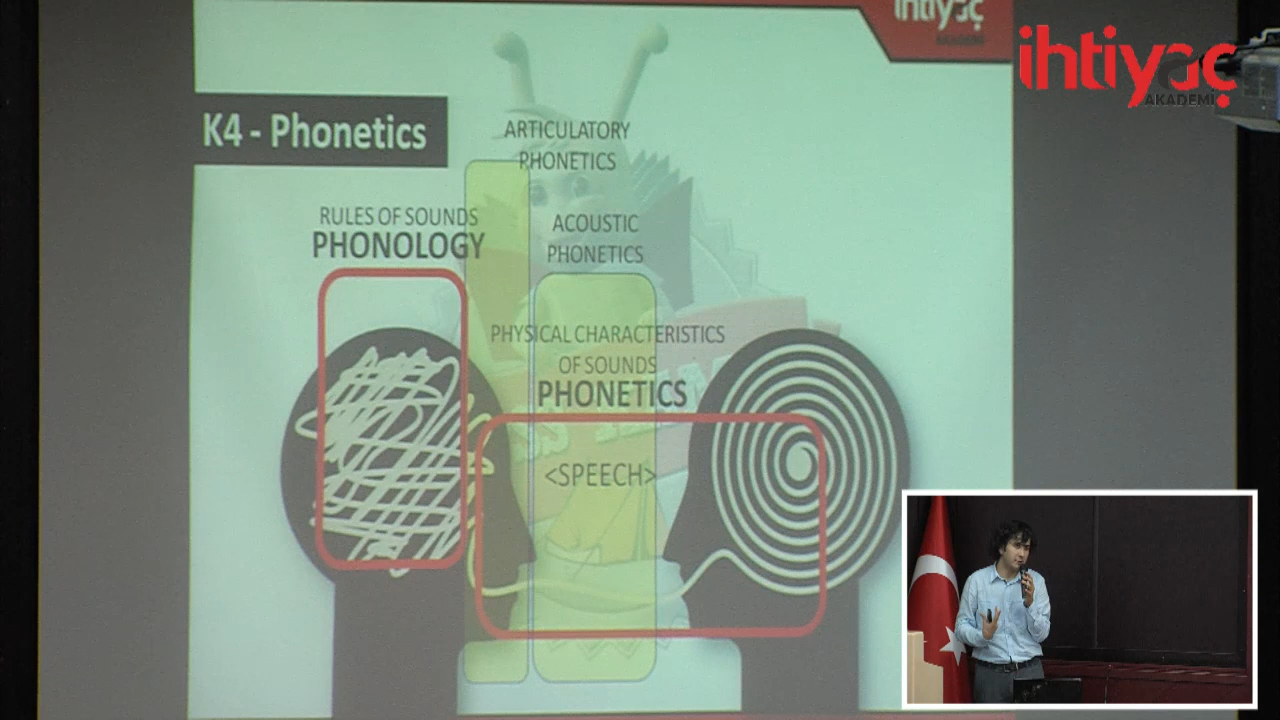 ihtiyaç
AKADEMİ
ihtiyaç
AKADEMİ
K4 - Phonetics
ARTICULATORY
PHONETICS
RULES OF SOUNDS
PHONOLOGY
ACOUSTIC
PHONETICS
PHYSICAL CHARACTERISTICS
OF SOUNDS
PHONETICS
<SPEECH>